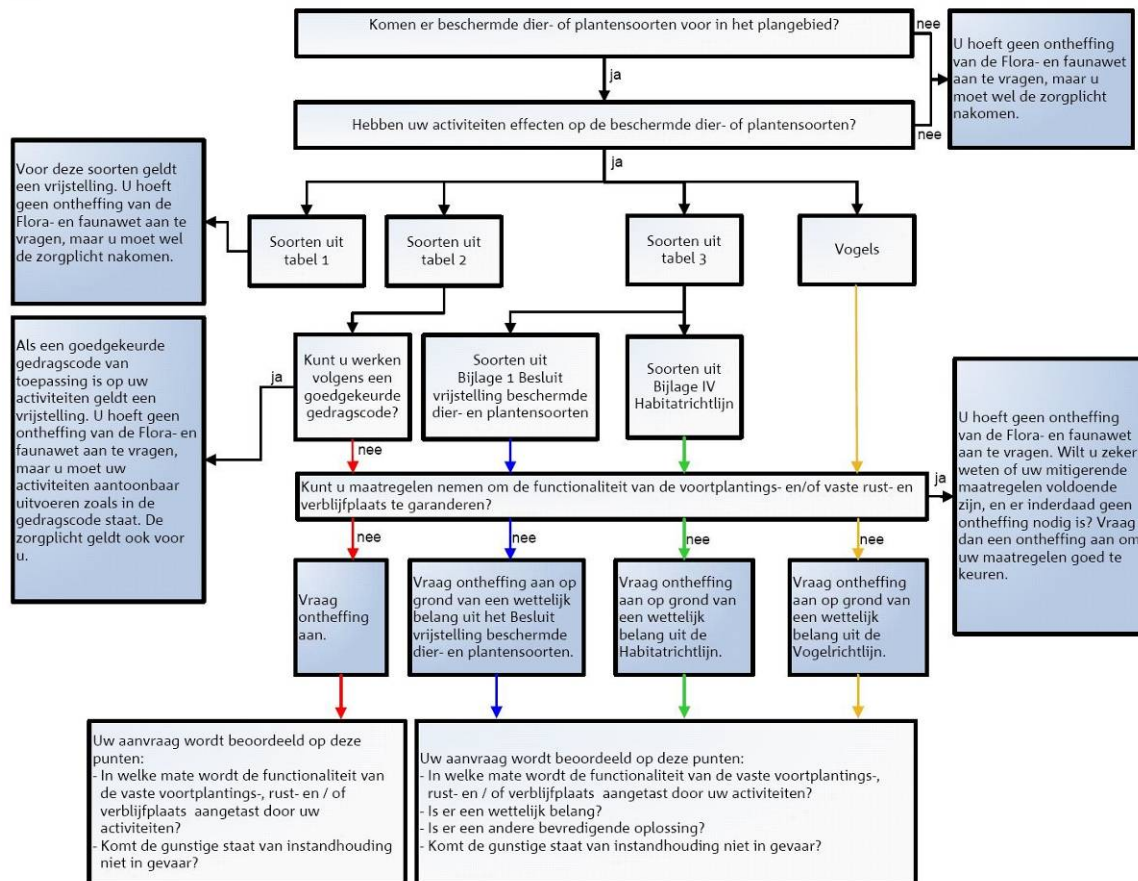 Komen er beschermde dier- of plantensoorten voor in het plangebied?
nee
U hoeft geen ontheffing
van de Flora- en faunawet
aan te vragen, maar u
moet wel de zorgplicht
nakomen.
ja
Hebben uw activiteiten effecten op de beschermde dier- of plantensoorten?
nee
ja
Voor deze soorten geldt
een vrijstelling. U hoeft
geen ontheffing van de
Flora- en faunawet aan te
vragen, maar u moet wel
de zorgplicht nakomen.
Soorten uit
tabel 1
Soorten uit
tabel 2
Soorten uit
tabel 3
Vogels
Als een goedgekeurde
gedragscode van
toepassing is op uw
activiteiten geldt een
vrijstelling. U hoeft geen
ontheffing van de Flora- en
faunawet aan te vragen,
maar u moet uw
activiteiten aantoonbaar
uitvoeren zoals in de
gedragscode staat. De
zorgplicht geldt ook voor
u.
ja
Kunt u werken
volgens een
goedgekeurde
gedragscode?
Soorten uit
Bijlage 1 Besluit
vrijstelling beschermde
dier- en plantensoorten
Soorten uit
Bijlage IV
Habitatrichtlijn
nee
Kunt u maatregelen nemen om de functionaliteit van de voortplantings- en/of vaste rust- en
verblijfplaats te garanderen?
ja
U hoeft geen ontheffing
van de Flora- en faunawet
aan te vragen. Wilt u zeker
weten of uw mitigerende
maatregelen voldoende
zijn, en er inderdaad geen
ontheffing nodig is? Vraag
dan een ontheffing aan om
uw maatregelen goed te
keuren.
nee
nee
nee
nee
Vraag
ontheffing
aan.
Vraag ontheffing aan op
grond van een wettelijk
belang uit het Besluit
vrijstelling beschermde
dier- en plantensoorten.
Vraag ontheffing
aan op grond van
een wettelijk
belang uit de
Habitatrichtlijn.
Vraag ontheffing
aan op grond van
een wettelijk
belang uit de
Vogelrichtlijn.
Uw aanvraag wordt beoordeeld op deze
punten:
- In welke mate wordt de functionaliteit van
de vaste voortplantings-, rust- en / of
verblijfplaats aangetast door uw
activiteiten?
- Komt de gunstige staat van instandhouding
niet in gevaar?
Uw aanvraag wordt beoordeeld op deze punten:
- In welke mate wordt de functionaliteit van de vaste voortplantings-,
rust- en / of verblijfplaats aangetast door uw activiteiten?
- Is er een wettelijk belang?
- Is er een andere bevredigende oplossing?
- Komt de gunstige staat van instandhouding niet in gevaar?